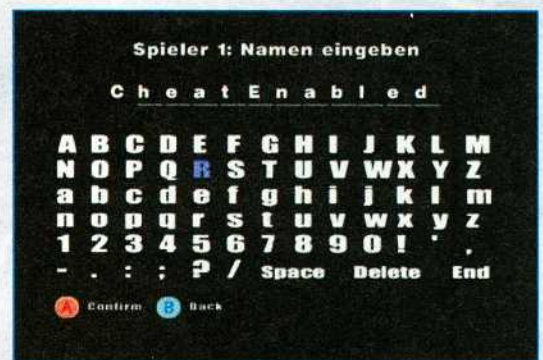 Spieler 1: Namen eingeben
CheatEnabled
A B C D E F G H I J K L M
N O P Q R S T U V W X Y Z
a b c d e f g h i j k l m
n o p q r s t u v w x y z
1 2 3 4 5 6 7 8 9 0 ! ' ,
- . : ; ? / Space Delete End
A Confirm B Back